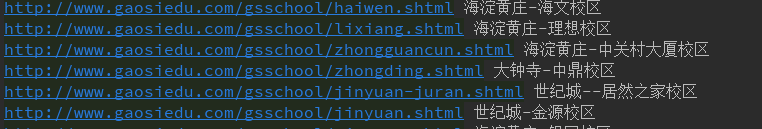 http://www.gaosiedu.com/gsschool/haiwen.shtml 海淀黄庄-海文校区
http://www.gaosiedu.com/gsschool/lixiang.shtml 海淀黄庄-理想校区
http://www.gaosiedu.com/gsschool/zhongguancun.shtml 海淀黄庄-中关村大厦校区
http://www.gaosiedu.com/gsschool/zhongding.shtml 大钟寺-中鼎校区
http://www.gaosiedu.com/gsschool/jinyuan-juran.shtml 世纪城--居然之家校区
http://www.gaosiedu.com/gsschool/jinyuan.shtml 世纪城-金源校区